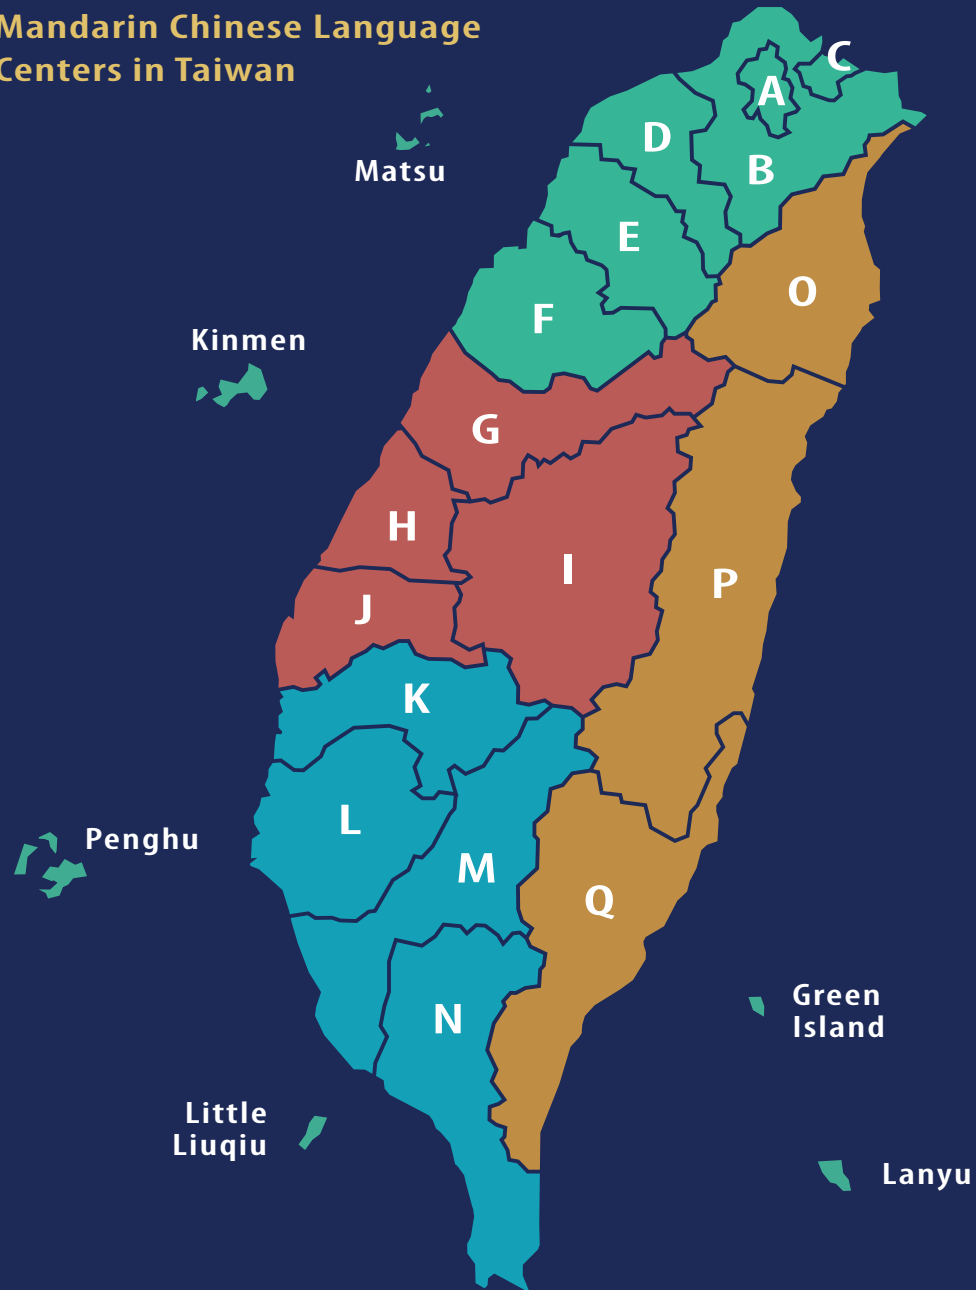 Mandarin Chinese Language
Centers in Taiwan
C
A
Matsu
D
B
E
O
F
Kinmen
G
H
I
P
J
K
L
Penghu
M
Q
Green
Island
N
Little
Liuqiu
Lanyu